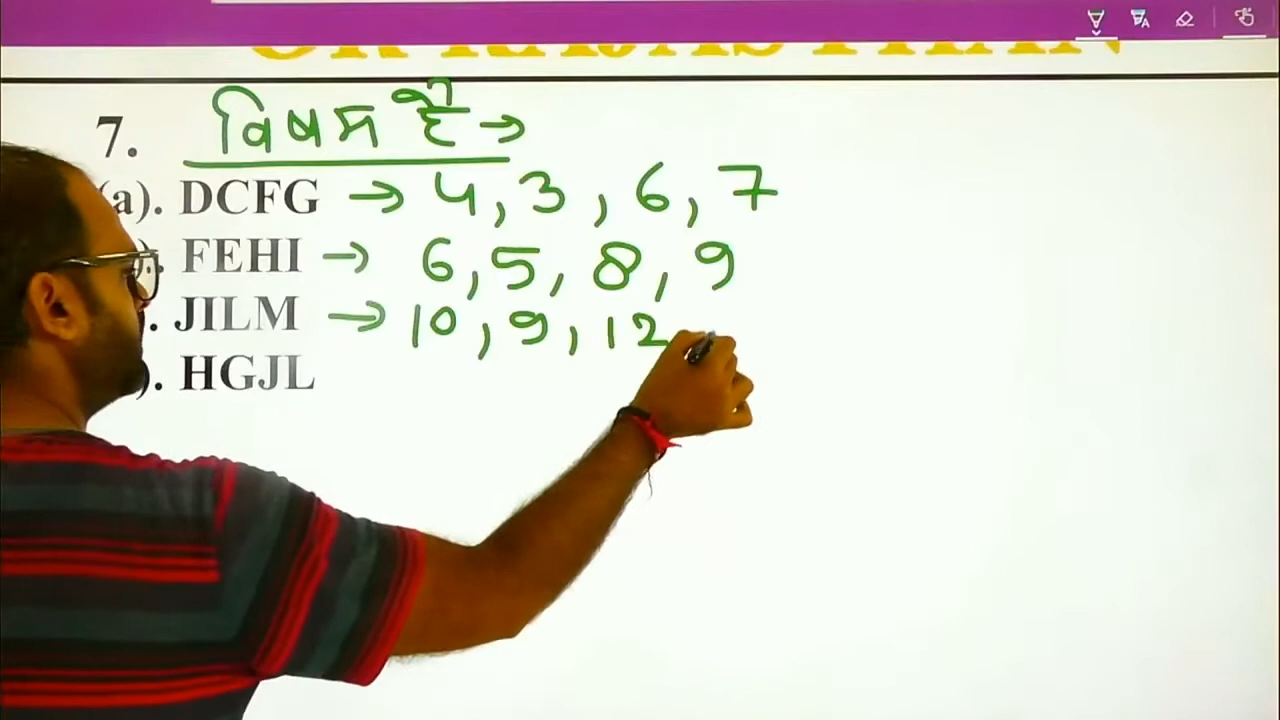 7. विषम है →
(a). DCFG → 4, 3, 6, 7
). FEHI → 6, 5, 8, 9
. JILM → 10, 9, 12
). HGJL